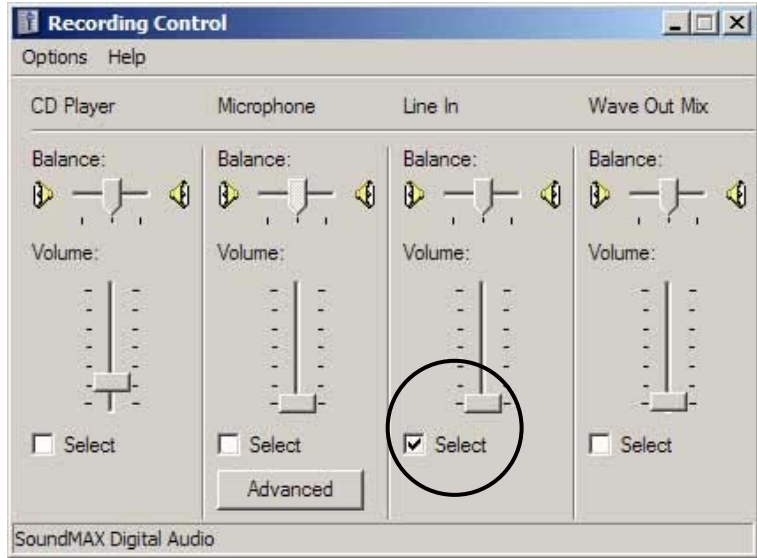 Recording Control
Options Help
CD Player Microphone Line In Wave Out Mix
Balance: Balance: Balance: Balance:
Volume: Volume: Volume: Volume:
Select Select Select Select
Advanced
SoundMAX Digital Audio